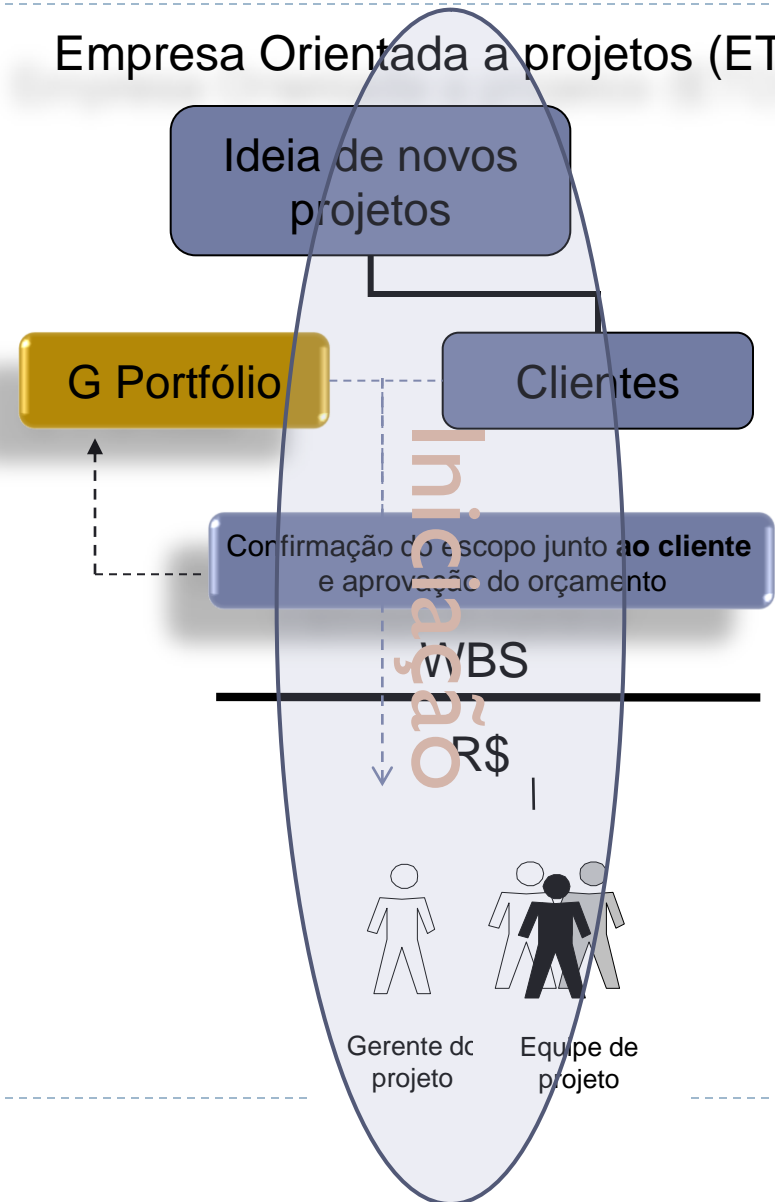 Empresa Orientada a projetos (ET
Ideia de novos
projetos
G Portfólio
Clientes
Iniciação
Confirmação do escopo junto ao cliente
e aprovação do orçamento
WBS
R$
Gerente do
projeto
Equipe de
projeto